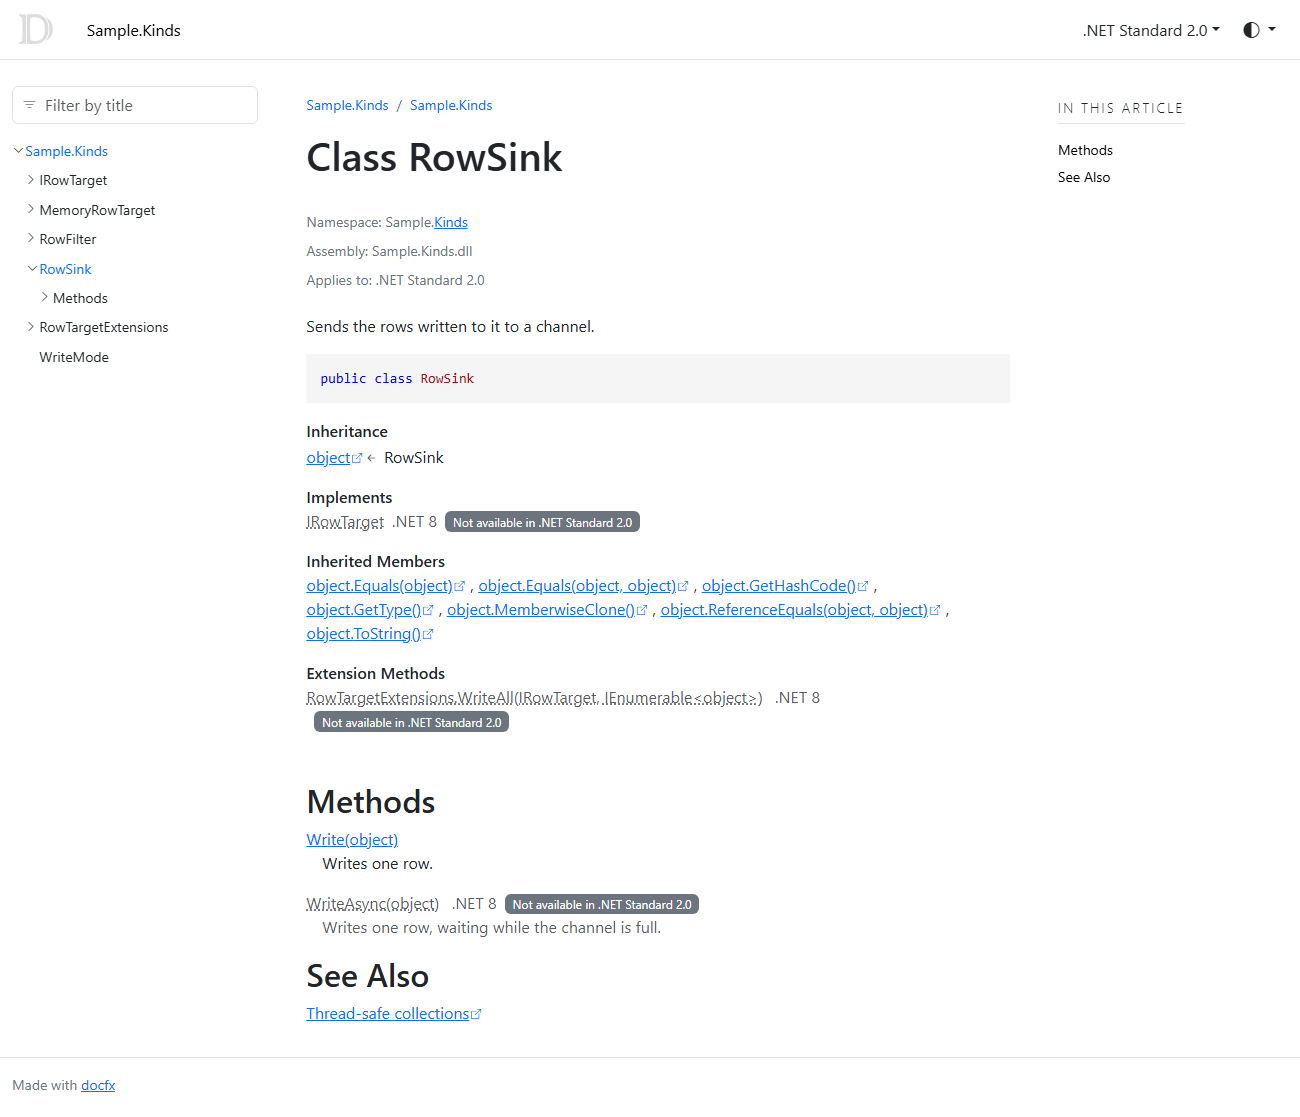 Sample.Kinds
.NET Standard 2.0
Filter by title
Sample.Kinds
IRowTarget
MemoryRowTarget
RowFilter
RowSink
Methods
RowTargetExtensions
WriteMode
Sample.Kinds / Sample.Kinds
Class RowSink
Namespace: Sample.Kinds
Assembly: Sample.Kinds.dll
Applies to: .NET Standard 2.0
Sends the rows written to it to a channel.
public class RowSink
Inheritance
object ← RowSink
Implements
IRowTarget .NET 8 Not available in .NET Standard 2.0
Inherited Members
object.Equals(object) , object.Equals(object, object) , object.GetHashCode() ,
object.GetType() , object.MemberwiseClone() , object.ReferenceEquals(object, object) ,
object.ToString()
Extension Methods
RowTargetExtensions.WriteAll(IRowTarget, IEnumerable<object>) .NET 8
Not available in .NET Standard 2.0
Methods
Write(object)
Writes one row.
WriteAsync(object) .NET 8 Not available in .NET Standard 2.0
Writes one row, waiting while the channel is full.
See Also
Thread-safe collections
IN THIS ARTICLE
Methods
See Also
Made with docfx